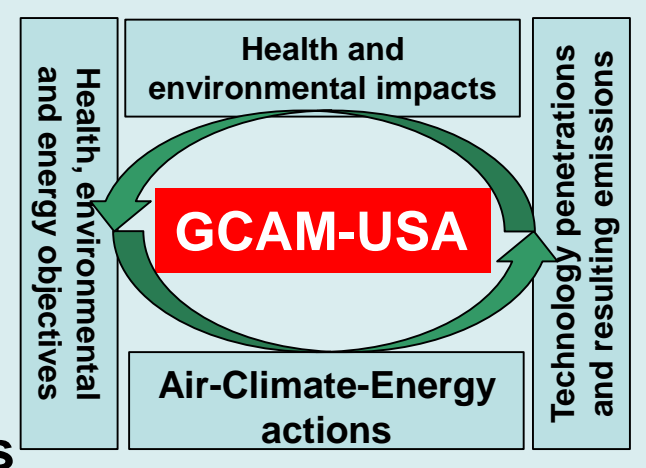 Health and
environmental impacts
Health, environmental
and energy objectives
GCAM-USA
Technology penetrations
and resulting emissions
Air-Climate-Energy
actions
s